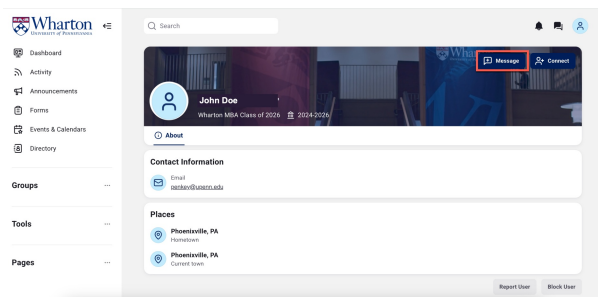 Wharton
UNIVERSITY of PENNSYLVANIA
Search
Dashboard
Activity
Announcements
Forms
Events & Calendars
Directory
Groups
Tools
Pages
Whar
Message
Connect
John Doe
Wharton MBA Class of 2026 2024-2026
About
Contact Information
Email
penkey@upenn.edu
Places
Phoenixville, PA
Hometown
Phoenixville, PA
Current town
Report User Block User